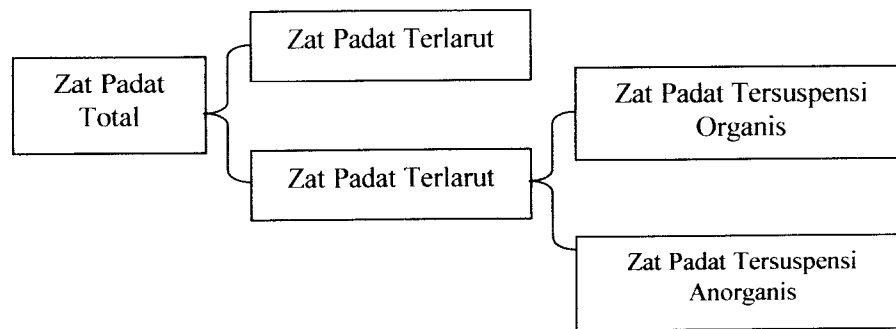 Zat Padat
Total
Zat Padat Terlarut
Zat Padat Terlarut
Zat Padat Tersuspensi
Organis
Zat Padat Tersuspensi
Anorganis